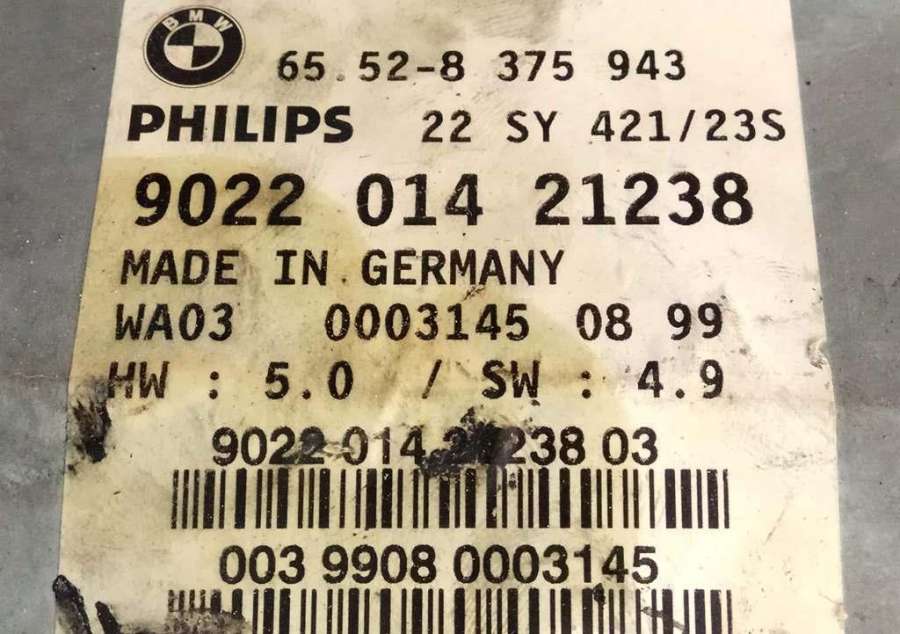 BMW
65.52-8 375 943
PHILIPS 22 SY 421/23S
9022 014 21238
MADE IN GERMANY
WA03 0003145 08 99
HW : 5.0 / SW : 4.9
9022 014 21238 03
003 9908 0003145